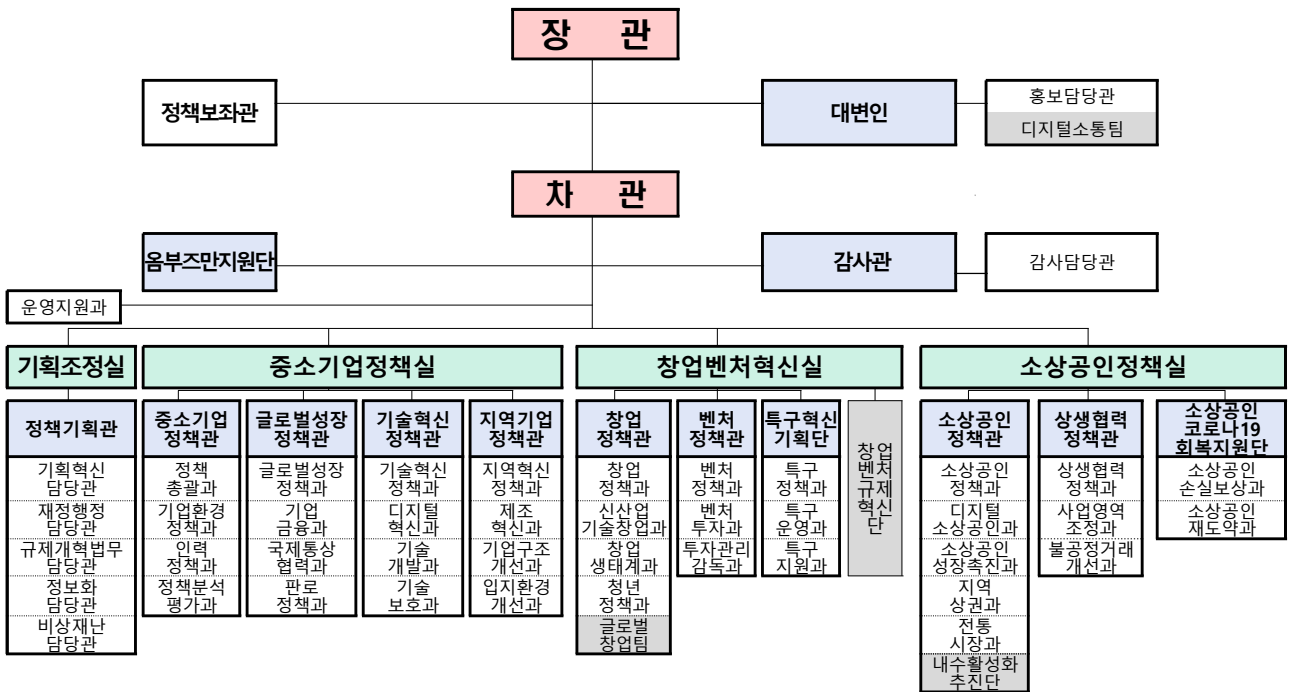 장 관
정책보좌관
대변인
홍보담당관
디지털소통팀
차 관
옴부즈만지원단
감사관
감사담당관
운영지원과
기획조정실
중소기업정책실
창업벤처혁신실
소상공인정책실
정책기획관
기획혁신
담당관
재정행정
담당관
규제개혁법무
담당관
정보화
담당관
비상재난
담당관
중소기업
정책관
정책
총괄과
기업환경
정책과
인력
정책과
정책분석
평가과
글로벌성장
정책관
글로벌성장
정책과
기업
금융과
국제통상
협력과
판로
정책과
기술혁신
정책관
기술혁신
정책과
디지털
혁신과
기술
개발과
기술
보호과
지역기업
정책관
지역혁신
정책과
제조
혁신과
기업구조
개선과
입지환경
개선과
창업
정책관
창업
정책과
신산업
기술창업과
창업
생태계과
청년
정책과
글로벌
창업팀
벤처
정책관
벤처
정책과
벤처
투자과
투자관리
감독과
특구혁신
기획단
특구
정책과
특구
운영과
특구
지원과
창업
벤처
규제
혁신
단
소상공인
정책관
소상공인
정책과
디지털
소상공인과
소상공인
성장촉진과
지역
상권과
전통
시장과
내수활성화
추진단
상생협력
정책관
상생협력
정책과
사업영역
조정과
불공정거래
개선과
소상공인
코로나19
회복지원단
소상공인
손실보상과
소상공인
재도약과